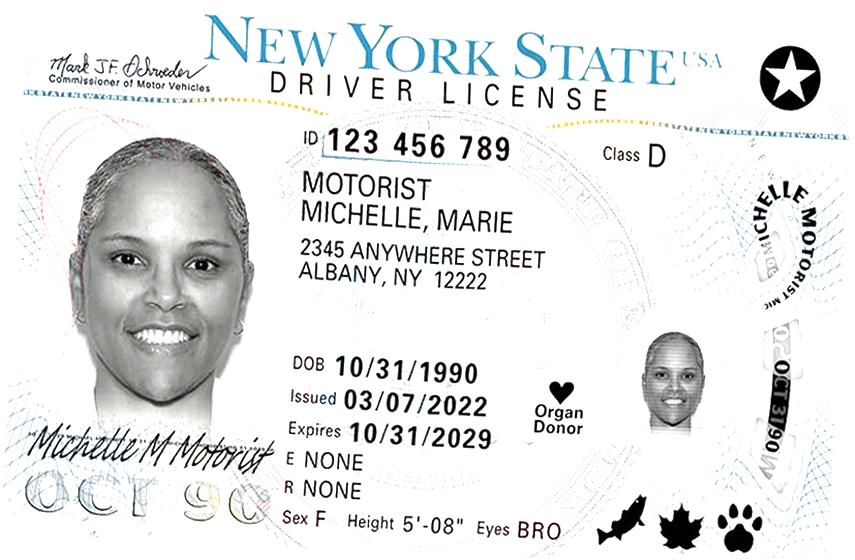 NEW YORK STATE USA
Mark J.F. Schroeder
Commissioner of Motor Vehicles
DRIVER LICENSE
ID 123 456 789
Class D
MOTORIST
MICHELLE, MARIE
2345 ANYWHERE STREET
ALBANY, NY 12222
MICHELLE MOTORIST MIC
DOB 10/31/1990
Issued 03/07/2022
Expires 10/31/2029
Organ
Donor
OCT 31/90
E NONE
R NONE
Michelle M Motorist
OCT 90
Sex F Height 5'-08" Eyes BRO